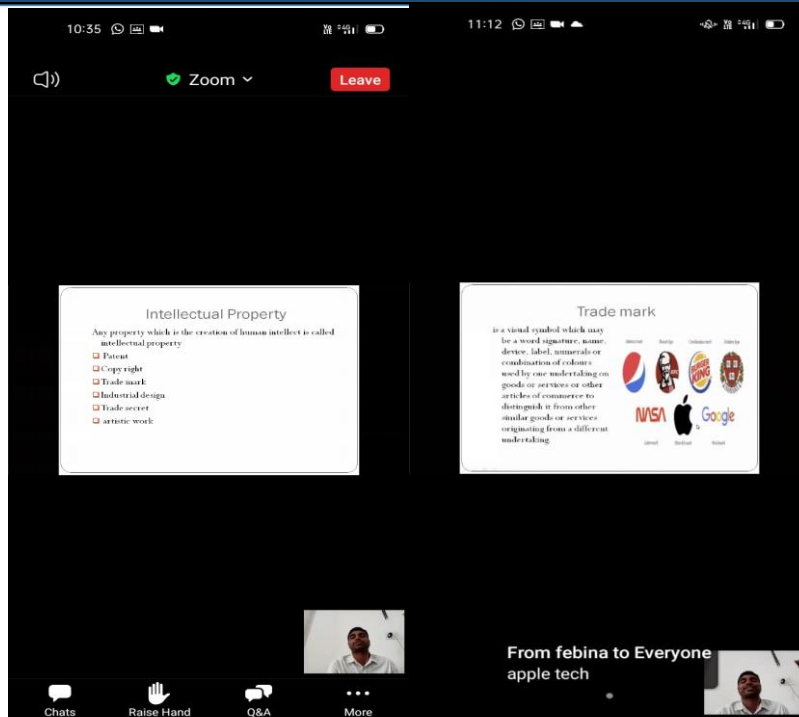 10:35
Zoom
Leave
Intellectual Property
Any property which is the creation of human intellect is called
intellectual property
Patent
Copy right
Trade mark
Industrial design
Trade secret
artistic work
Chats
Raise Hand
Q&A
More
11:12
Trade mark
is a visual symbol which may
be a word signature, name,
device, label, numerals or
combination of colours
used by one undertaking on
goods or services or other
articles of commerce to
distinguish it from other
similar goods or services
originating from a different
undertaking
KFC
BURGER
KING
NASA
Google
From febina to Everyone
apple tech